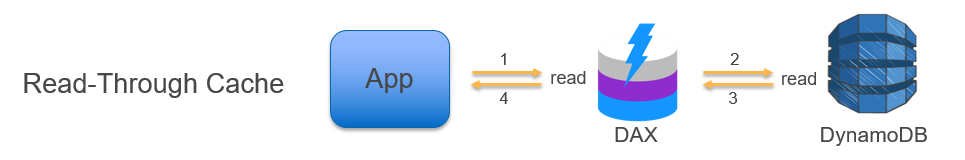 Read-Through Cache
App
1
read
4
DAX
2
read
3
DynamoDB